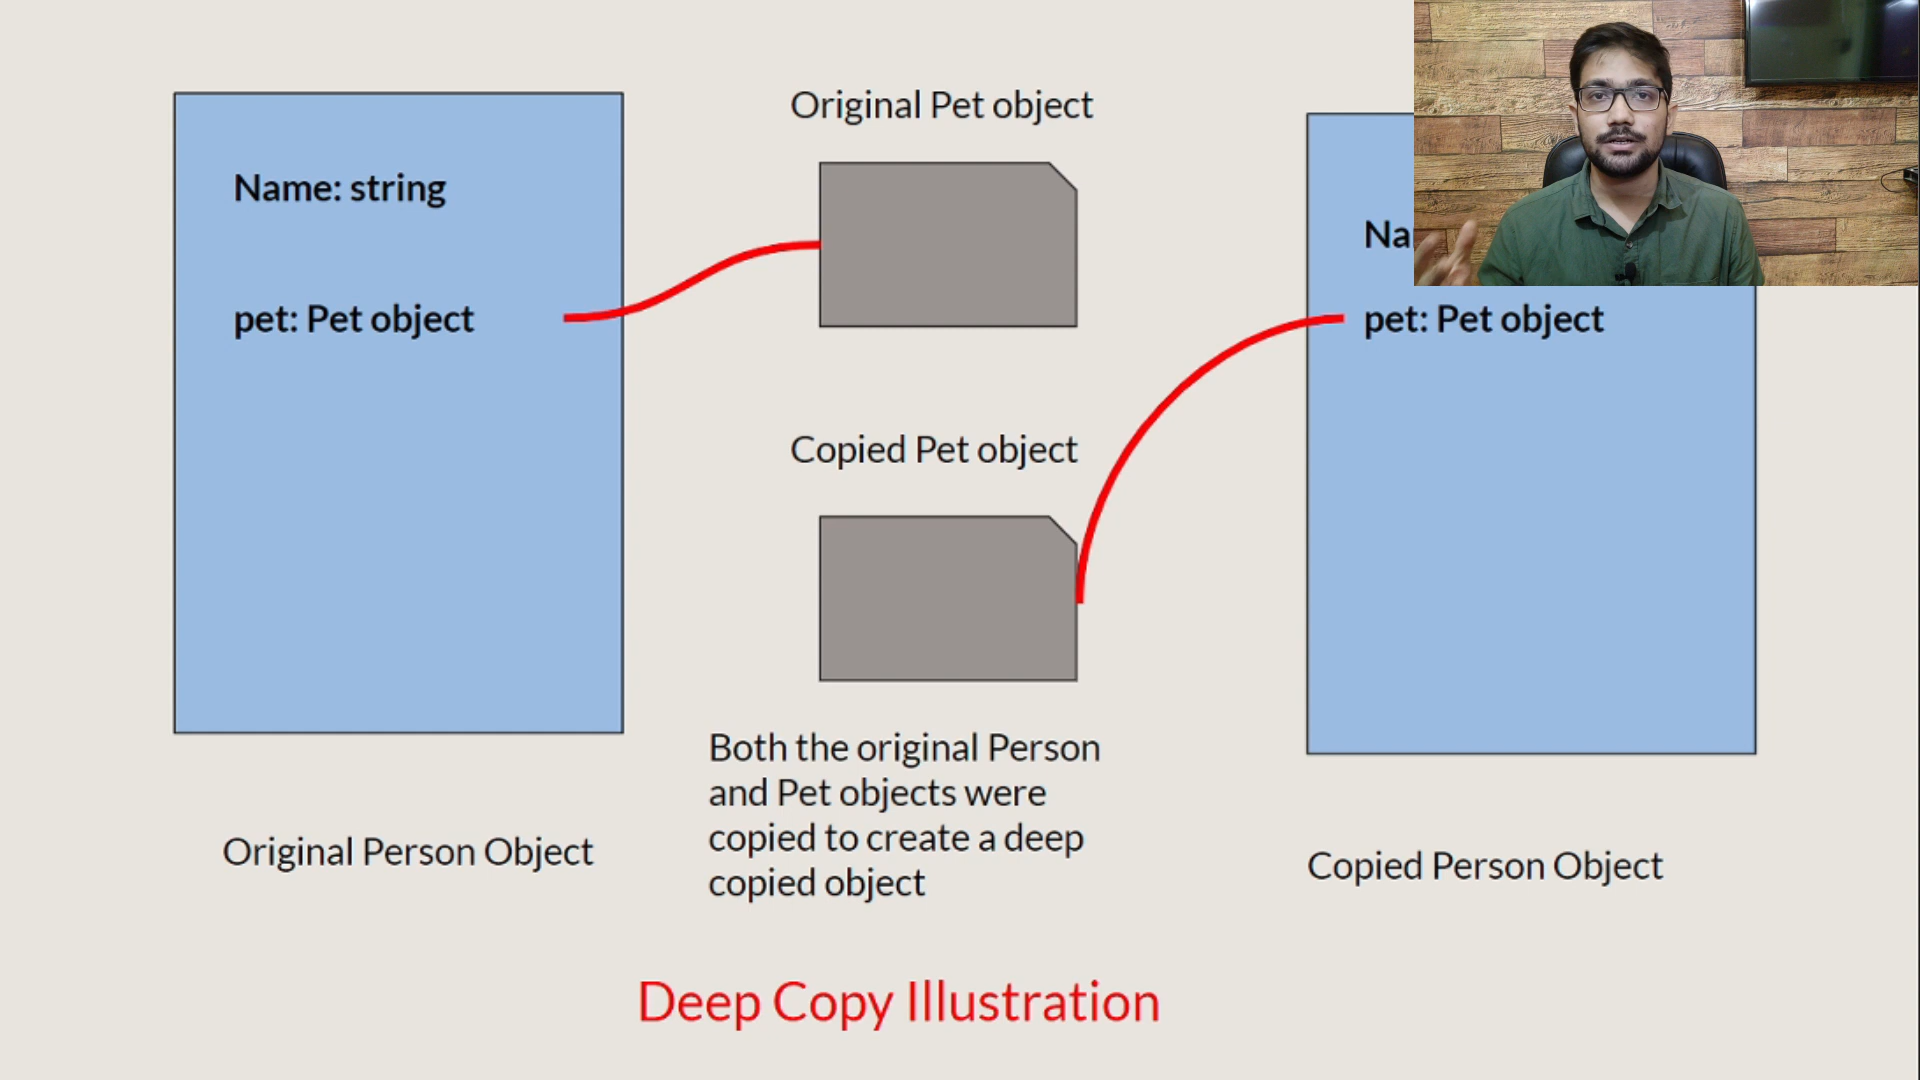 Original Pet object
Name: string
pet: Pet object
Na
pet: Pet object
Copied Pet object
Both the original Person
and Pet objects were
copied to create a deep
copied object
Original Person Object
Copied Person Object
Deep Copy Illustration